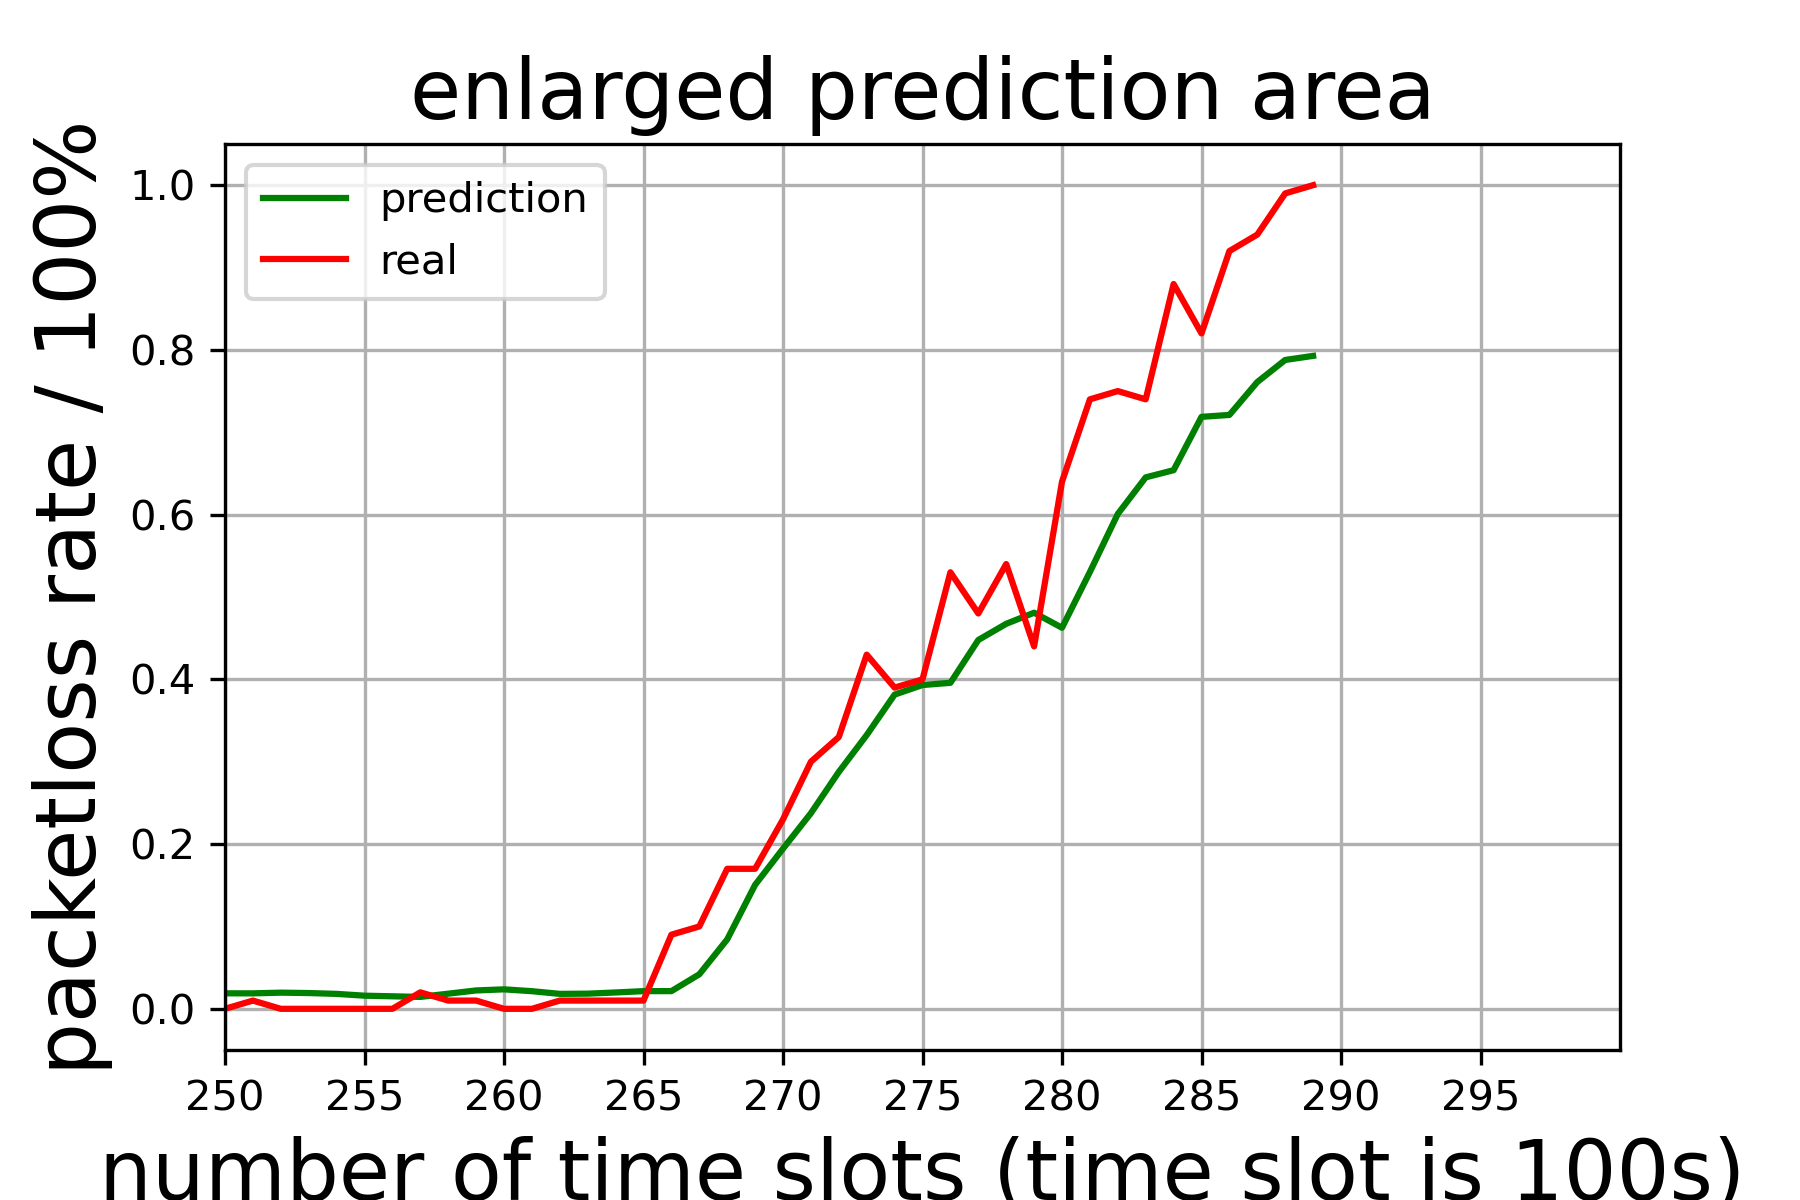 enlarged prediction area
packetloss rate / 100%
prediction
real
1.0
0.8
0.6
0.4
0.2
0.0
250 255 260 265 270 275 280 285 290 295
number of time slots (time slot is 100s)